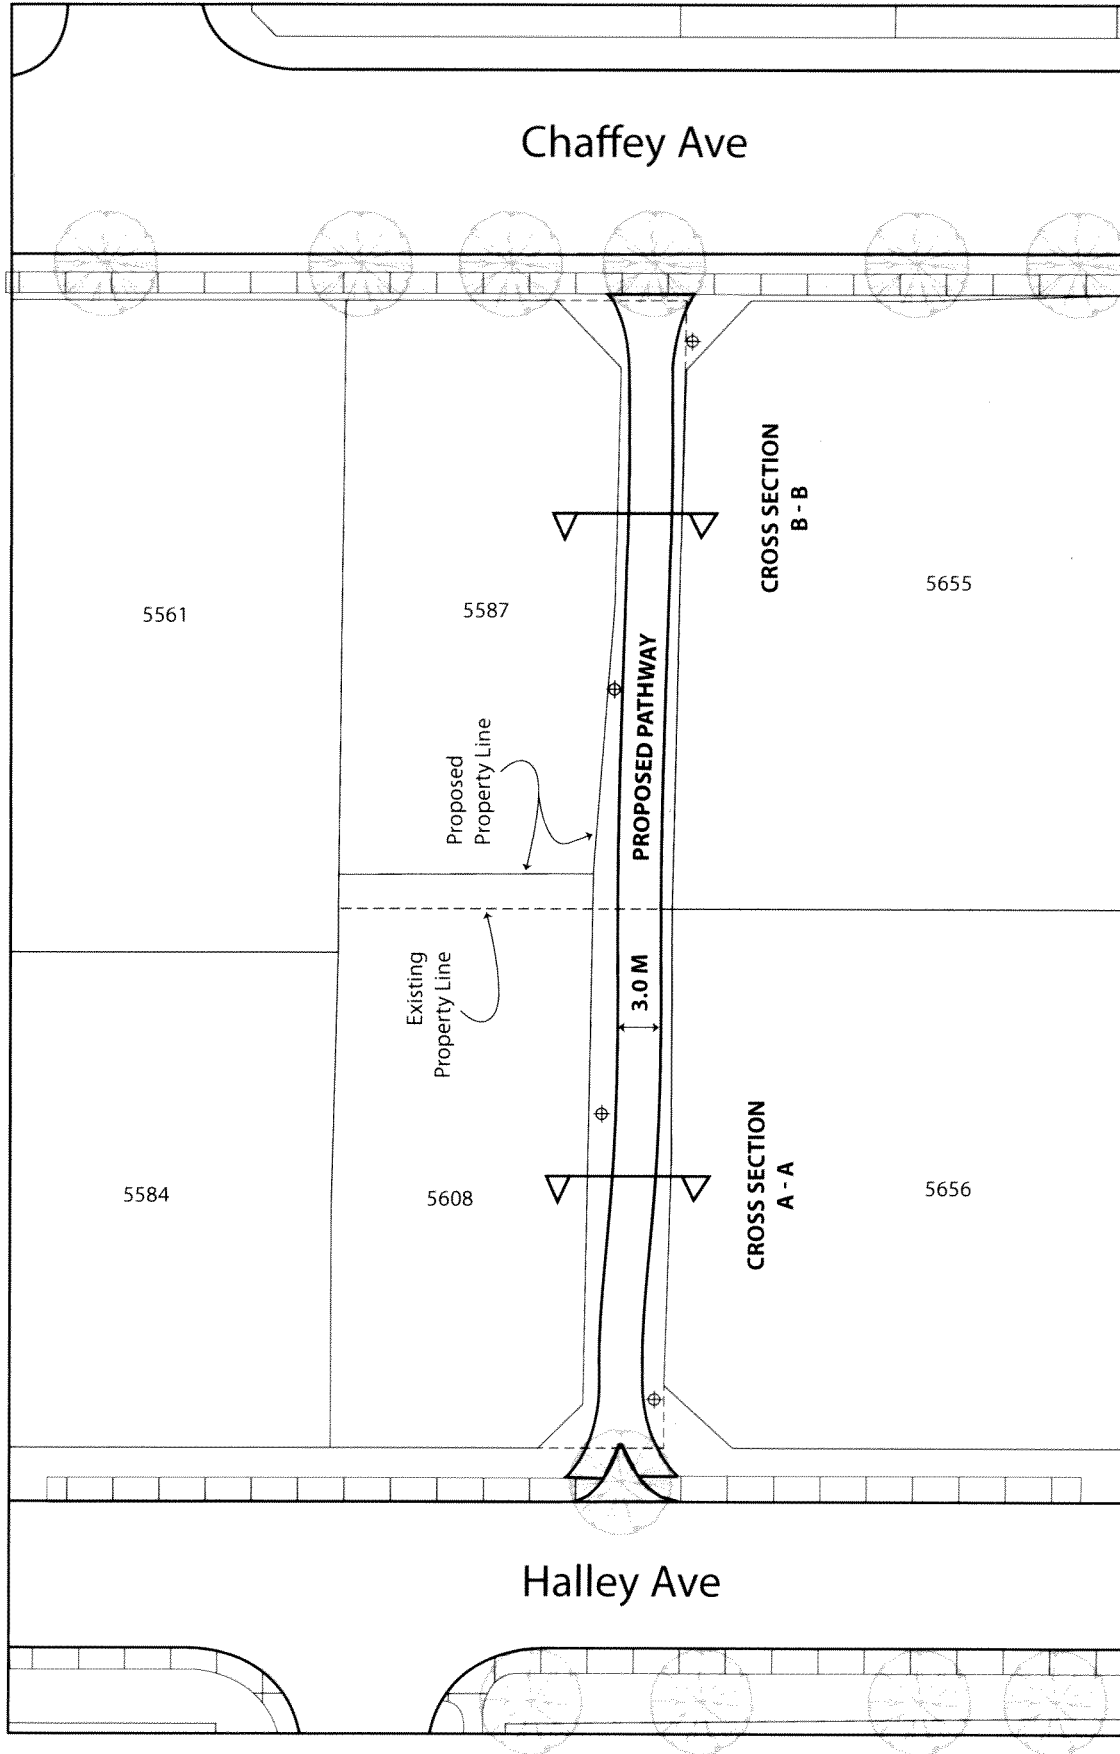 Chaffey Ave
5561
5587
5655
CROSS SECTION
B - B
PROPOSED PATHWAY
Proposed
Property Line
Existing
Property Line
3.0 M
5584
5608
5656
CROSS SECTION
A - A
Halley Ave